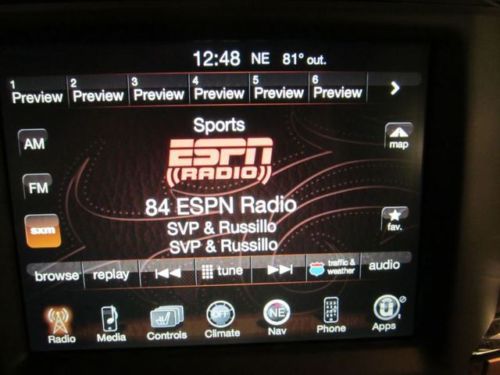 12:48 NE 81° out.
1 2 3 4 5 6
Preview Preview Preview Preview Preview Preview
Sports
AM
ESPN
RADIO
map
FM
84 ESPN Radio
SVP & Russillo
sxm
fav.
SVP & Russillo
browse replay tune traffic & weather audio
OFF NE
Radio Media Controls Climate Nav Phone Apps